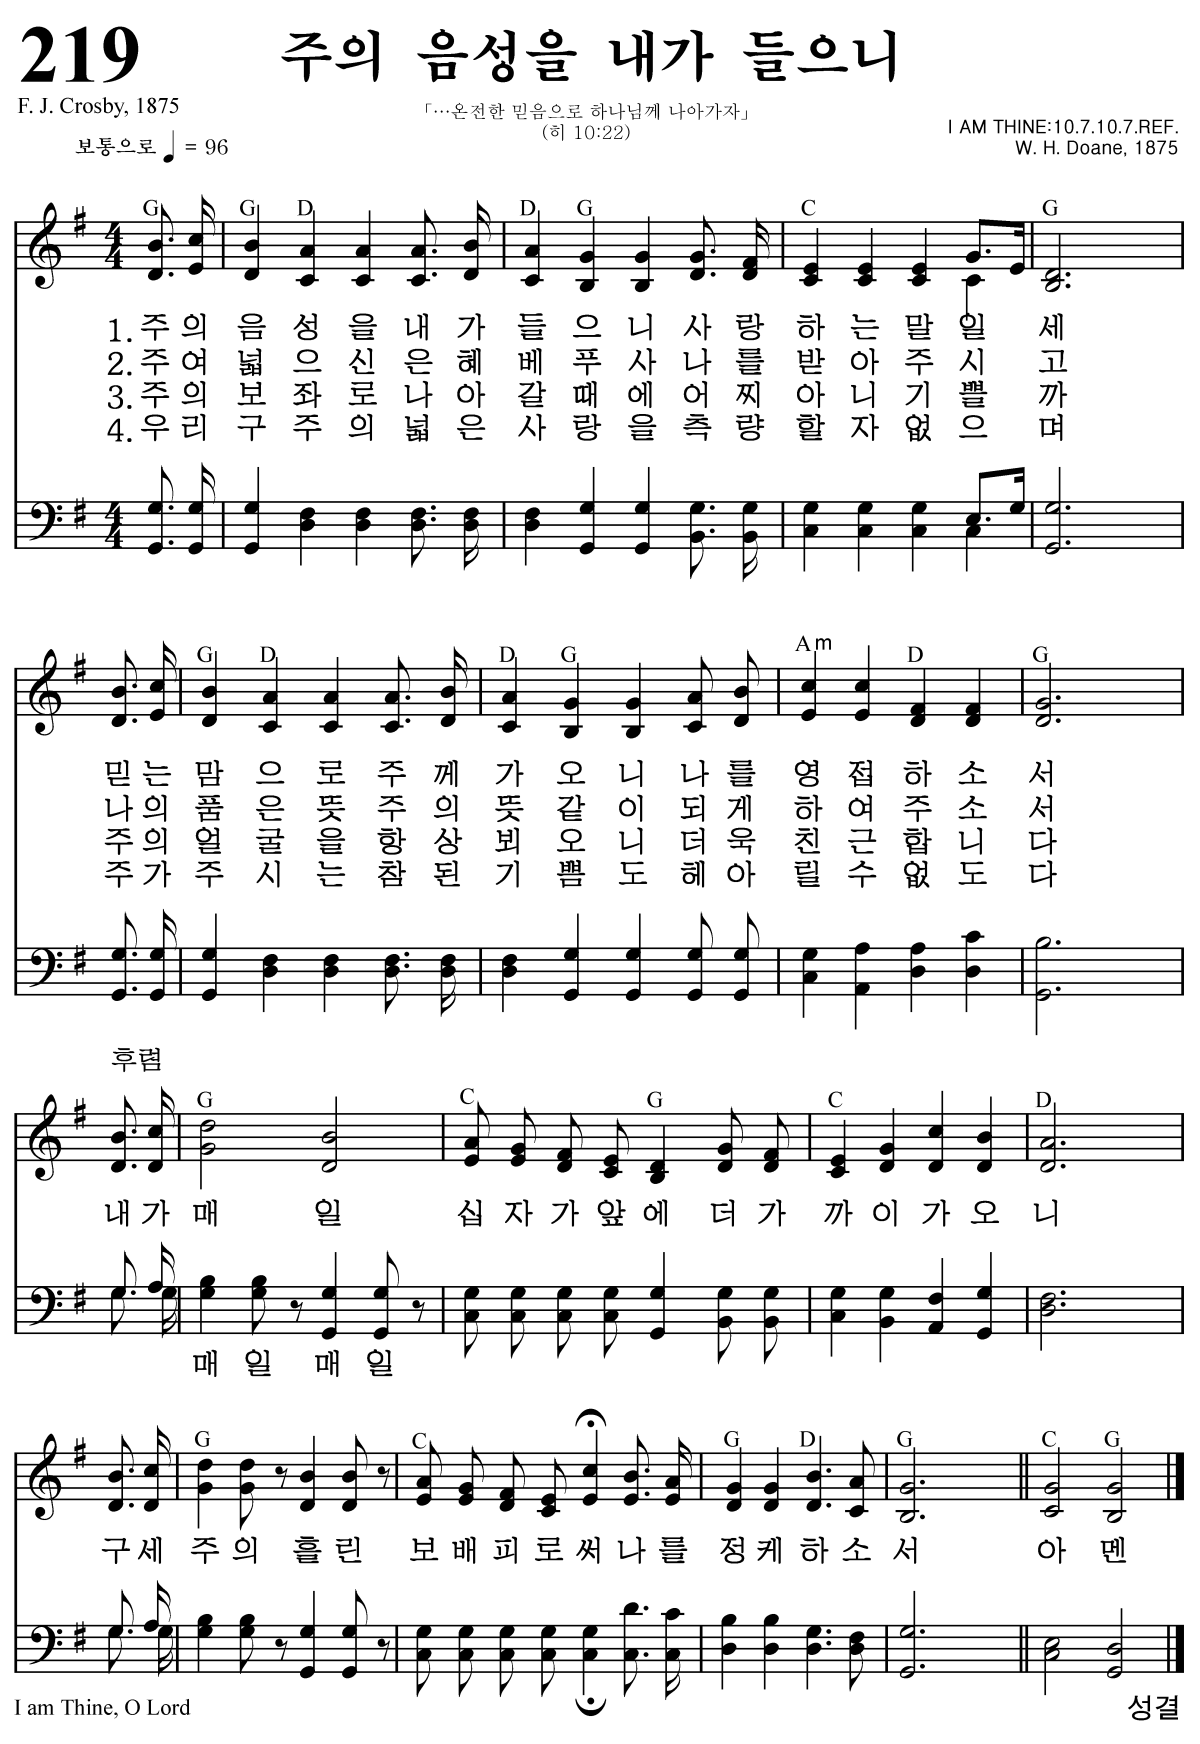 219
주의 음성을 내가 들으니
F. J. Crosby, 1875
「…온전한 믿음으로 하나님께 나아가자」
(히 10:22)
보통으로 ♩ = 96
I AM THINE:10.7.10.7.REF.
W. H. Doane, 1875
G G D D G C G
1. 주 의 음 성 을 내 가 들 으 니 사 랑 하 는 말 일 세
2. 주 여 넓 으 신 은 혜 베 푸 사 나 를 받 아 주 시 고
3. 주 의 보 좌 로 나 아 갈 때 에 어 찌 아 니 기 쁠 까
4. 우 리 구 주 의 넓 은 사 랑 을 측 량 할 자 없 으 며
G D D G Am D G
믿 는 맘 으 로 주 께 가 오 니 나 를 영 접 하 소 서
나 의 품 은 뜻 주 의 뜻 같 이 되 게 하 여 주 소 서
주 의 얼 굴 을 항 상 뵈 오 니 더 욱 친 근 합 니 다
주 가 주 시 는 참 된 기 쁨 도 헤 아 릴 수 없 도 다
후렴
G C G C D
내 가 매 일 십 자 가 앞 에 더 가 까 이 가 오 니
매 일 매 일
G C G D G C G
구 세 주 의 흘 린 보 배 피 로 써 나 를 정 케 하 소 서 아 멘
I am Thine, O Lord
성결